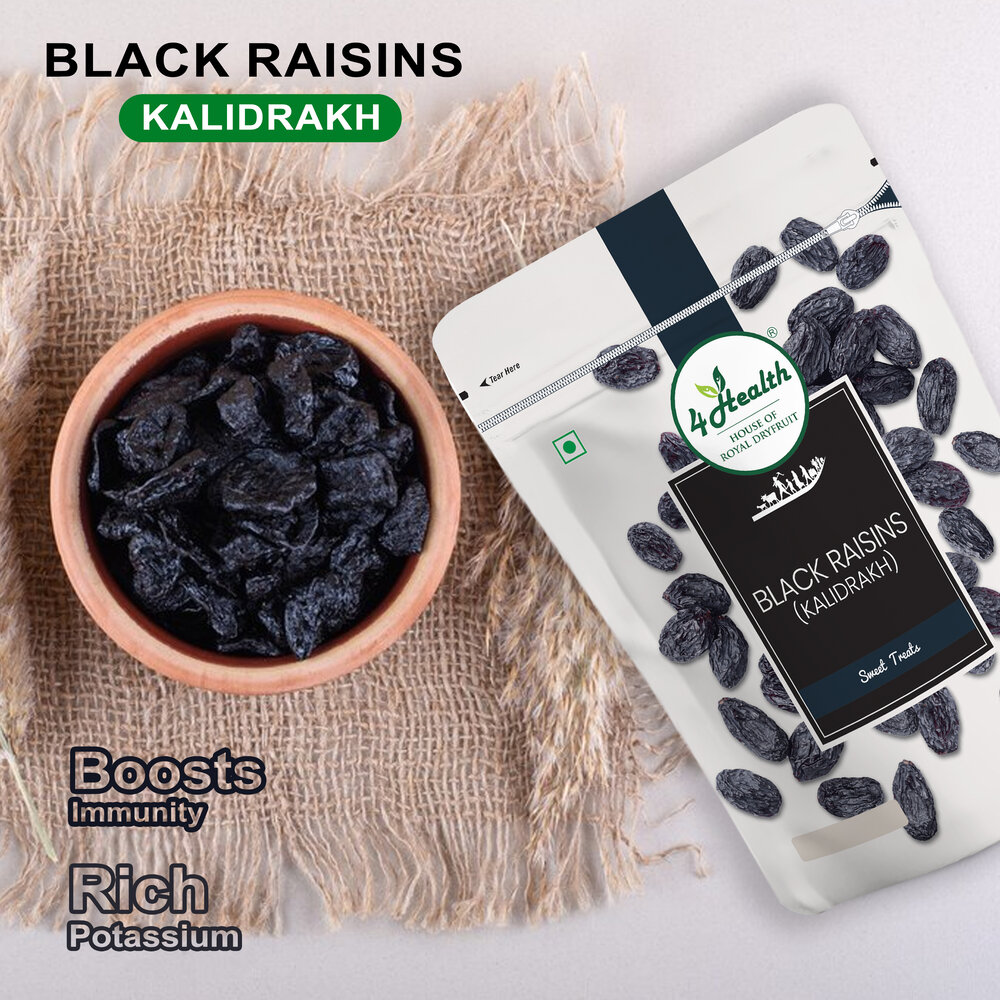 BLACK RAISINS
KALIDRAKH
Tear Here
®
4Health
HOUSE OF
ROYAL DRYFRUIT
BLACK RAISINS
(KALIDRAKH)
Sweet Treats
Boosts
Immunity
Rich
Potassium